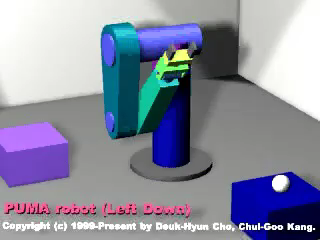 PUMA robot (Left Down)
Copyright (c) 1999-Present by Deuk-Hyun Cho, Chul-Goo Kang.